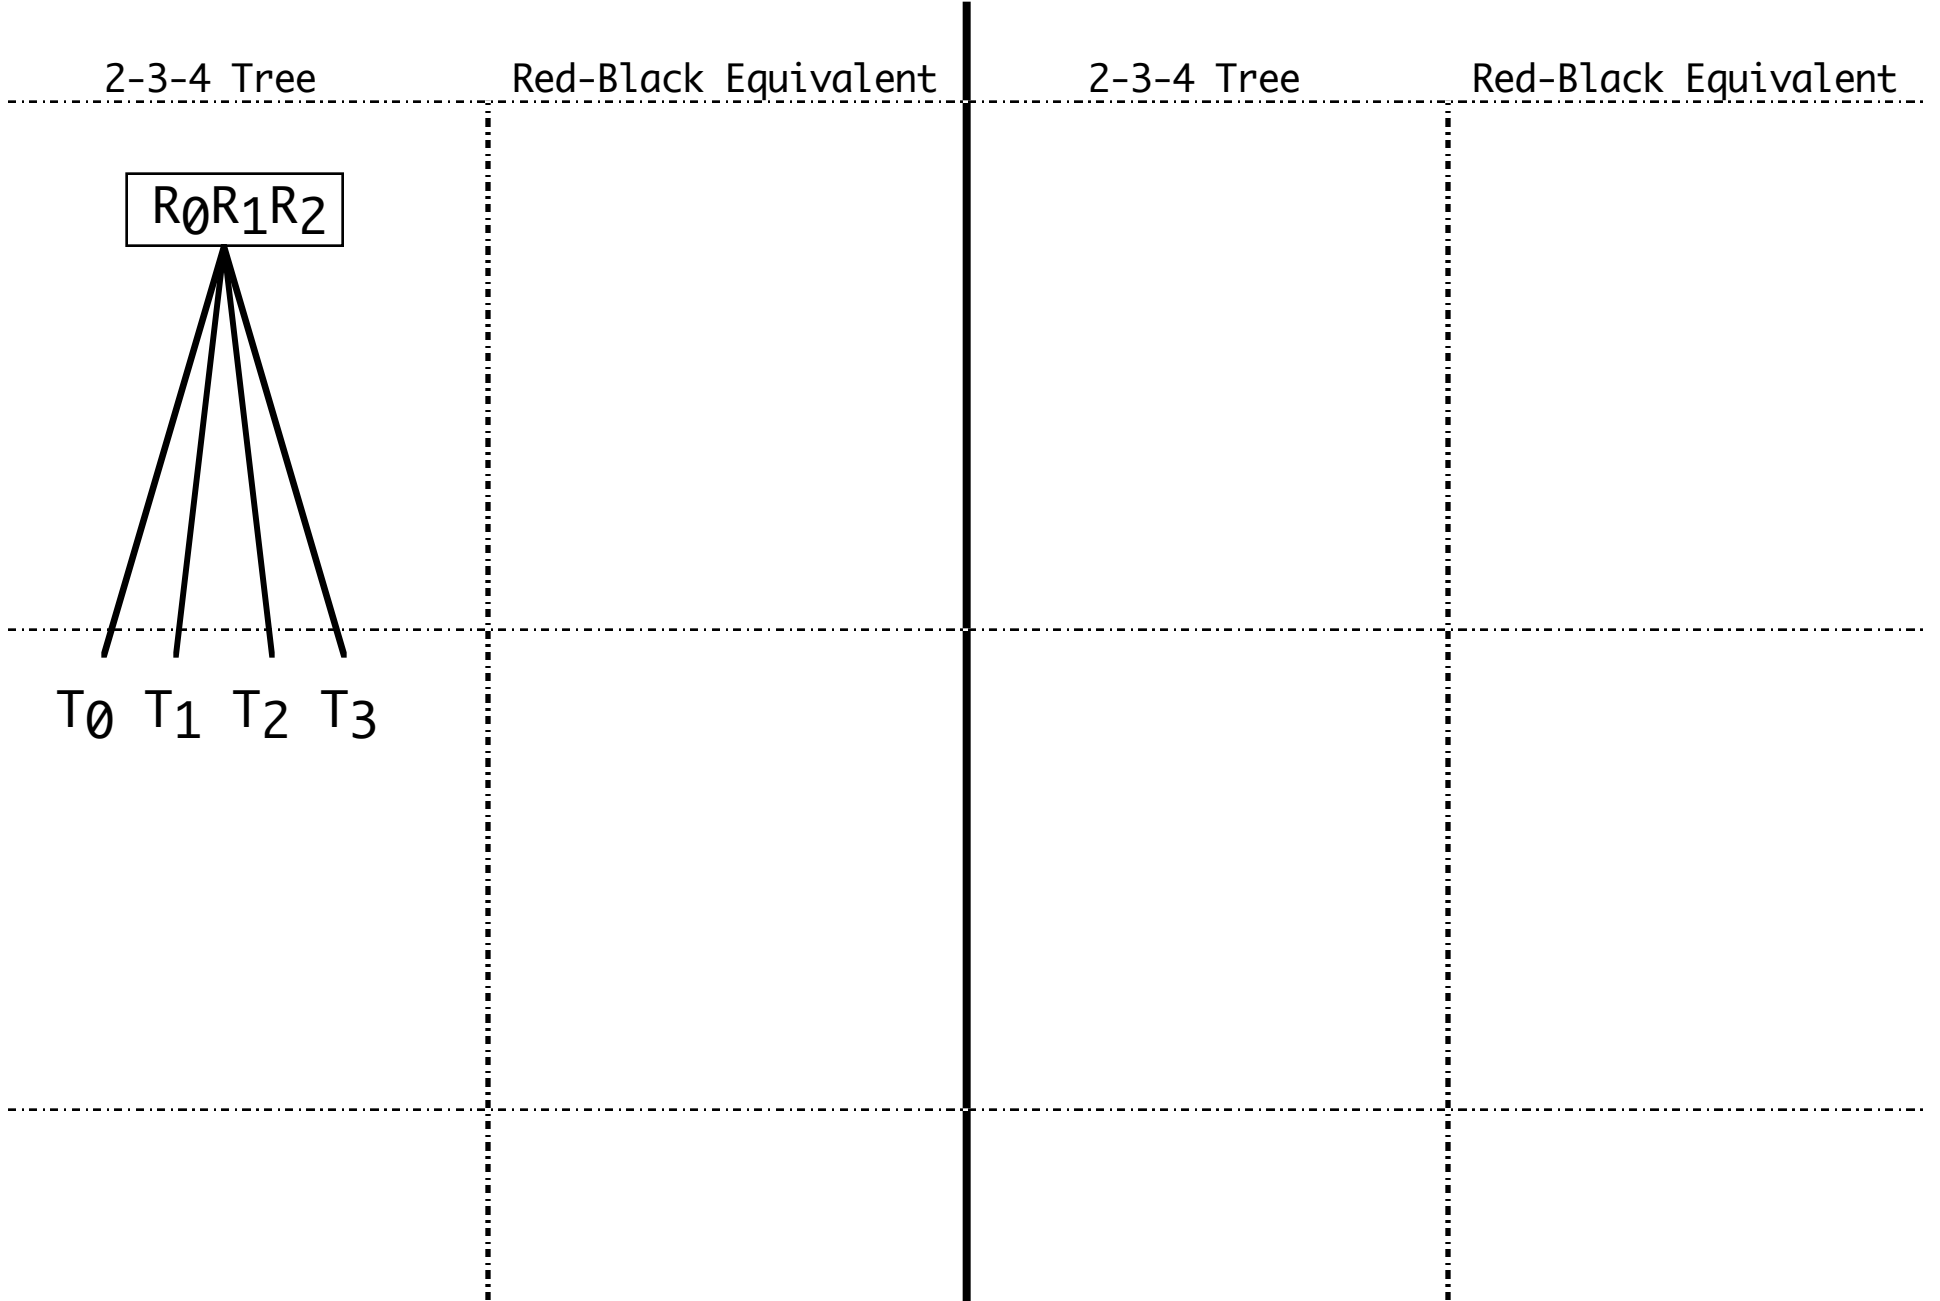 2-3-4 Tree Red-Black Equivalent 2-3-4 Tree Red-Black Equivalent
R0R1R2
T0 T1 T2 T3